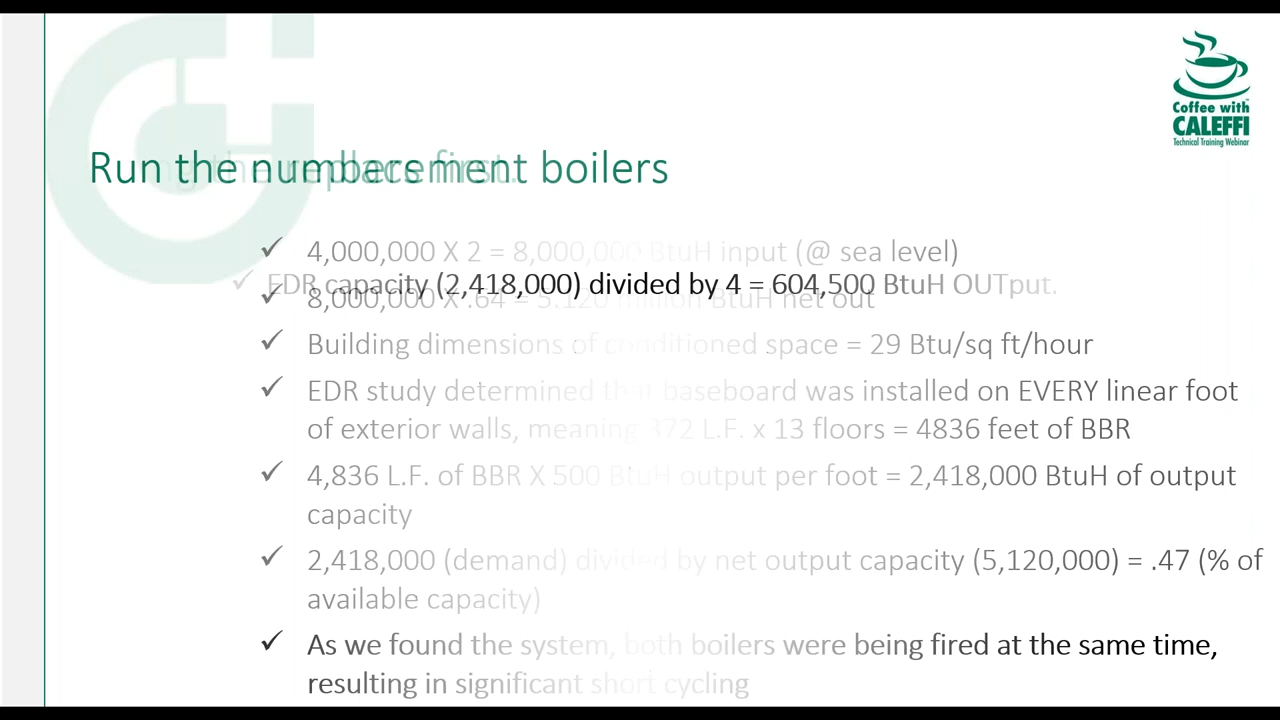 Coffee with
CALEFFI
Technical Training Webinar
Run the numbers first.
replacement boilers
4,000,000 X 2 = 8,000,000 BtuH input (@ sea level)
EDR capacity (2,418,000) divided by 4 = 604,500 BtuH OUTput.
8,000,000 X .64 = 5.120 million BtuH net out
Building dimensions of conditioned space = 29 Btu/sq ft/hour
EDR study determined that baseboard was installed on EVERY linear foot
of exterior walls, meaning 372 L.F. x 13 floors = 4836 feet of BBR
4,836 L.F. of BBR X 500 BtuH output per foot = 2,418,000 BtuH of output
capacity
2,418,000 (demand) divided by net output capacity (5,120,000) = .47 (% of
available capacity)
As we found the system, both boilers were being fired at the same time,
resulting in significant short cycling